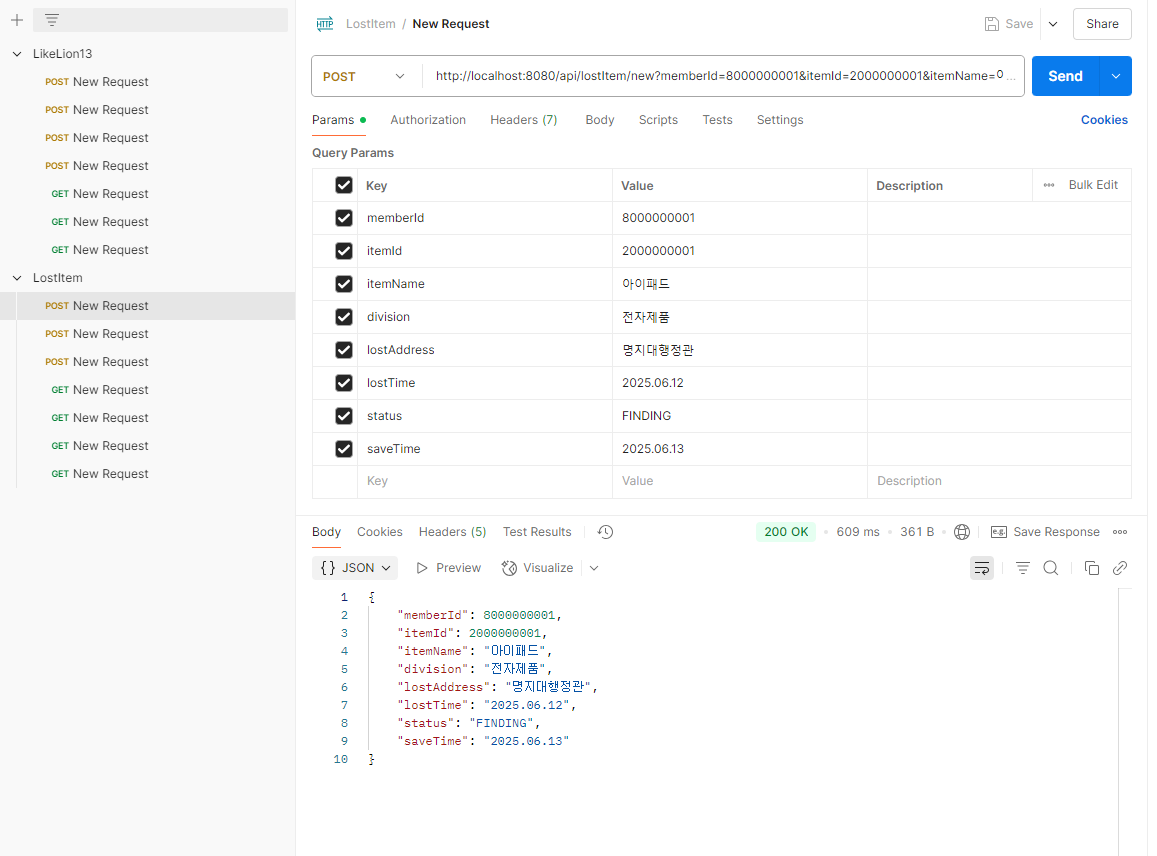 LostItem / New Request
Save
Share
LikeLion13
POST New Request
POST New Request
POST New Request
POST New Request
GET New Request
GET New Request
GET New Request
LostItem
POST New Request
POST New Request
POST New Request
GET New Request
GET New Request
GET New Request
GET New Request
HTTP
POST
http://localhost:8080/api/lostItem/new?memberId=8000000001&itemId=2000000001&itemName=아...
Send
Params Authorization Headers (7) Body Scripts Tests Settings Cookies
Query Params
Key Value Description Bulk Edit
memberId 8000000001
itemId 2000000001
itemName 아이패드
division 전자제품
lostAddress 명지대행정관
lostTime 2025.06.12
status FINDING
saveTime 2025.06.13
Key Value Description
Body Cookies Headers (5) Test Results 200 OK 609 ms 361 B e.g. Save Response
{} JSON Preview Visualize
1 {
2 "memberId": 8000000001,
3 "itemId": 2000000001,
4 "itemName": "아이패드",
5 "division": "전자제품",
6 "lostAddress": "명지대행정관",
7 "lostTime": "2025.06.12",
8 "status": "FINDING",
9 "saveTime": "2025.06.13"
10 }